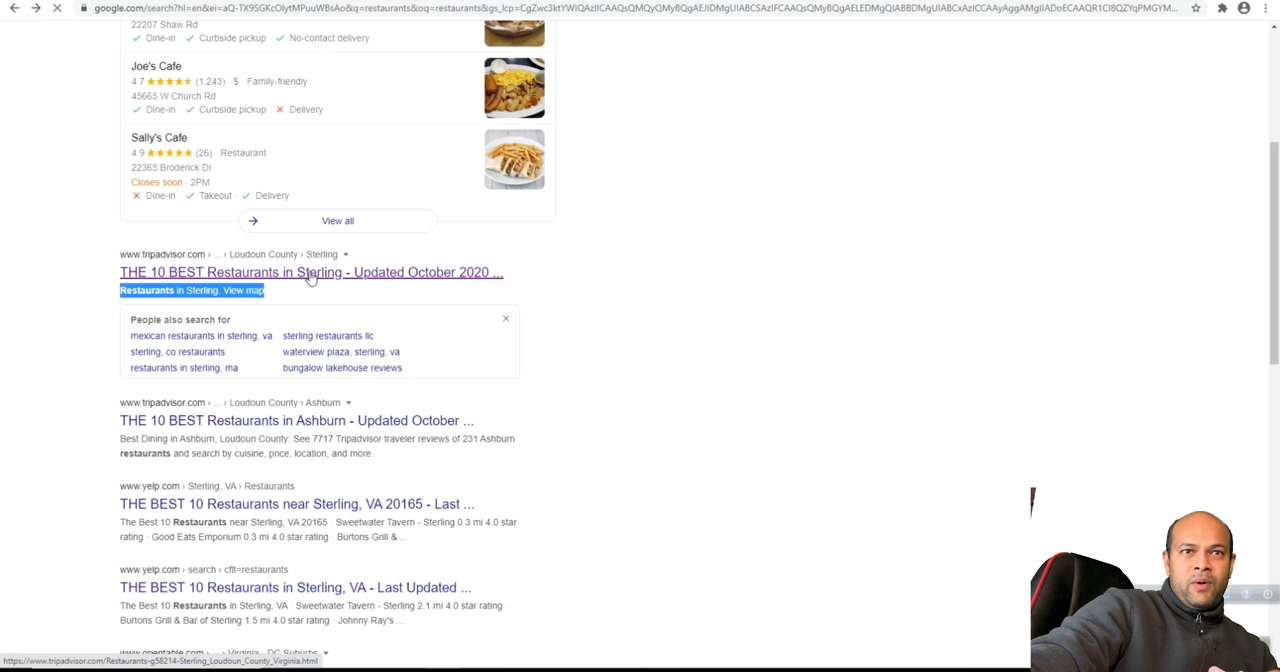 google.com/search?hl=en&ei=aQ-TX9SGKcOlytMPuuWBsAo&q=restaurants&oq=restaurants&gs_lcp=
22207 Shaw Rd
Dine-in · Curbside pickup · No-contact delivery
Joe's Cafe
4.7 (1,243) $ · Family-friendly
45665 W Church Rd
Dine-in · Curbside pickup · Delivery
Sally's Cafe
4.9 (26) · Restaurant
22365 Broderick Dr
Closes soon · 2PM
Dine-in · Takeout · Delivery
View all
www.tripadvisor.com › ... › Loudoun County › Sterling
THE 10 BEST Restaurants in Sterling - Updated October 2020 ...
Restaurants in Sterling. View map
People also search for
mexican restaurants in sterling, va sterling restaurants llc
sterling, co restaurants waterview plaza, sterling, va
restaurants in sterling, ma bungalow lakehouse reviews
www.tripadvisor.com › ... › Loudoun County › Ashburn
THE 10 BEST Restaurants in Ashburn - Updated October ...
Best Dining in Ashburn, Loudoun County: See 7717 Tripadvisor traveler reviews of 231 Ashburn
restaurants and search by cuisine, price, location, and more.
www.yelp.com › Sterling, VA › Restaurants
THE BEST 10 Restaurants near Sterling, VA 20165 - Last ...
The Best 10 Restaurants near Sterling, VA 20165 · Sweetwater Tavern - Sterling 0.3 mi 4.0 star
rating · Good Eats Emporium 0.3 mi 4.0 star rating · Burtons Grill & ...
www.yelp.com › search › cflt=restaurants
THE BEST 10 Restaurants in Sterling, VA - Last Updated ...
The Best 10 Restaurants in Sterling, VA · Sweetwater Tavern - Sterling 2.1 mi 4.0 star rating ·
Burtons Grill & Bar of Sterling 1.5 mi 4.0 star rating · Johnny Ray's ...
www.opentable.com › ... › Virginia · DC Suburbs
https://www.tripadvisor.com/Restaurants-g58214-Sterling_Loudoun_County_Virginia.html